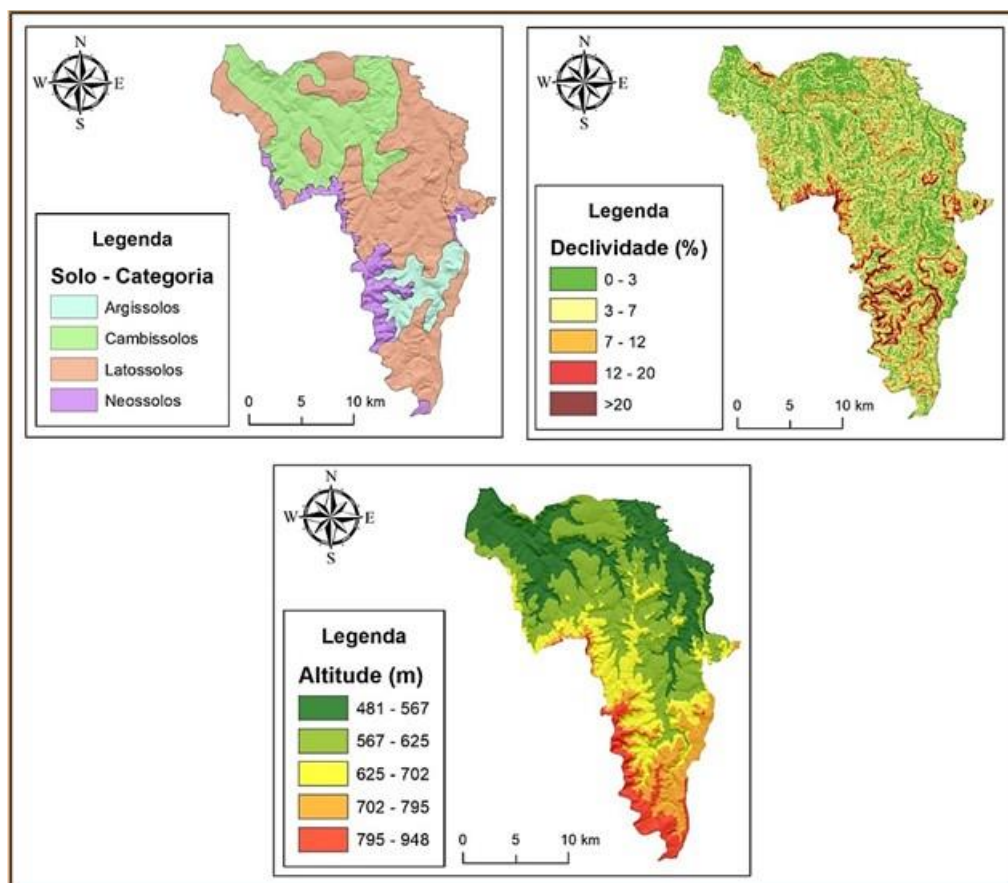 N
W E
S
Legenda
Solo - Categoria
Argissolos
Cambissolos
Latossolos
Neossolos
0 5 10 km
N
W E
S
Legenda
Declividade (%)
0 - 3
3 - 7
7 - 12
12 - 20
>20
0 5 10 km
N
W E
S
Legenda
Altitude (m)
481 - 567
567 - 625
625 - 702
702 - 795
795 - 948
0 5 10 km